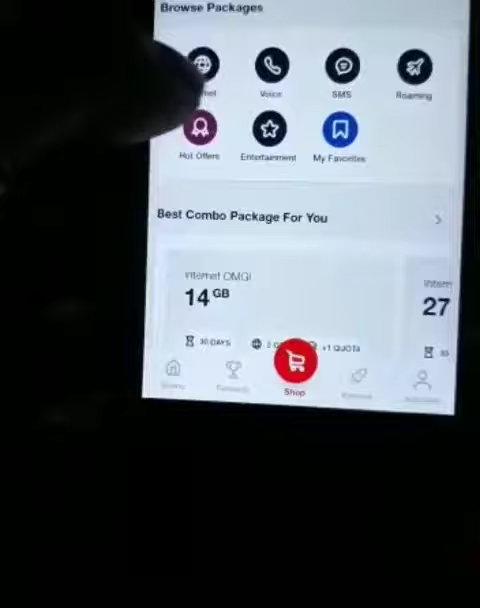 Browse Packages
Voice SMS Roaming
Hot Offers Entertainment My Favorites
Best Combo Package For You
Internet OMG!
14 GB
27
30 DAYS +1 QUOTA
Shop